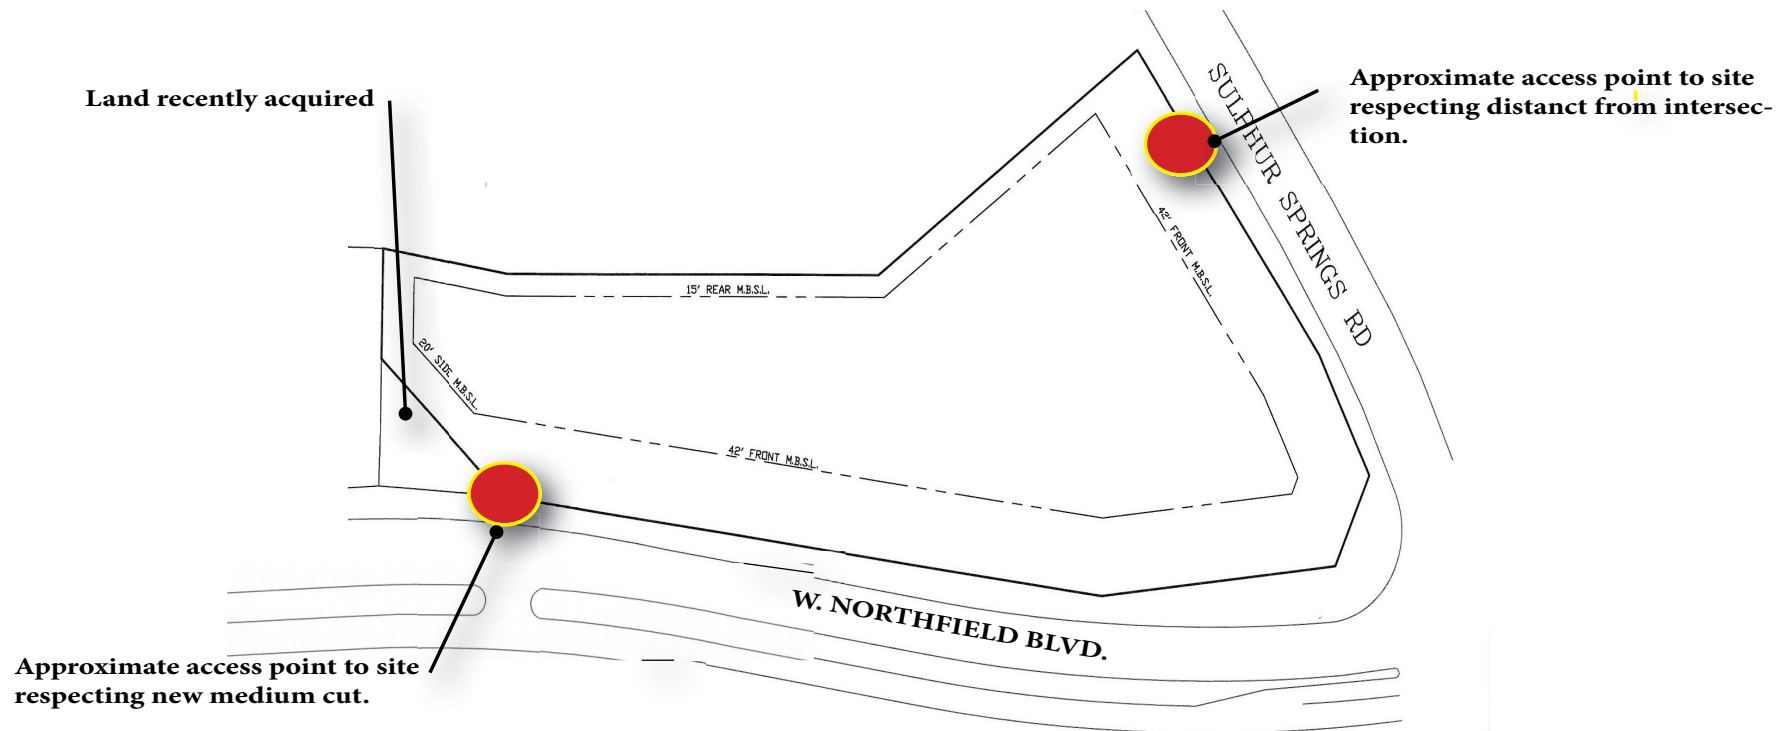 Land recently acquired
Approximate access point to site
respecting distanct from intersec-
tion.
SULPHUR SPRINGS RD
42' FRONT M.B.S.L.
15' REAR M.B.S.L.
20' SIDE M.B.S.L.
42' FRONT M.B.S.L.
W. NORTHFIELD BLVD.
Approximate access point to site
respecting new medium cut.